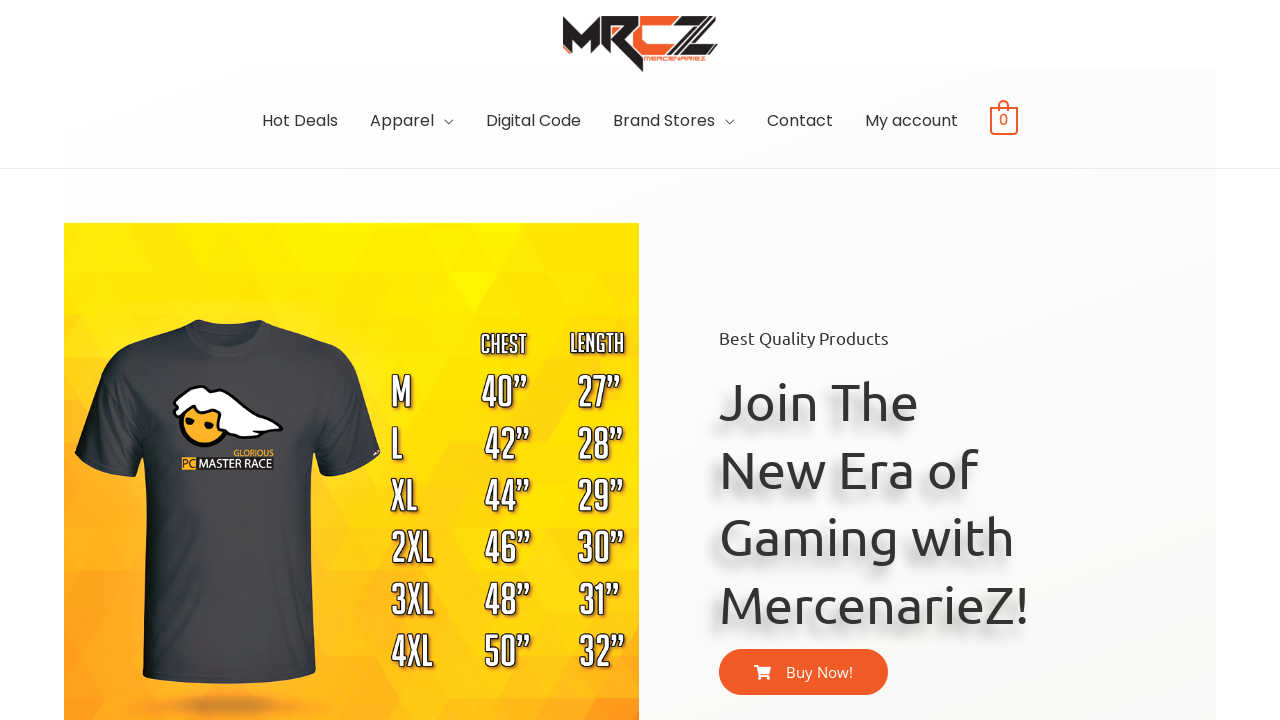 MRCZ
MERCENARIEZ
Hot Deals
Apparel
Digital Code
Brand Stores
Contact
My account
0
CHEST LENGTH
M 40” 27”
L 42” 28”
XL 44” 29”
2XL 46” 30”
3XL 48” 31”
4XL 50” 32”
GLORIOUS
PC MASTER RACE
Best Quality Products
Join The
New Era of
Gaming with
MercenarieZ!
Buy Now!